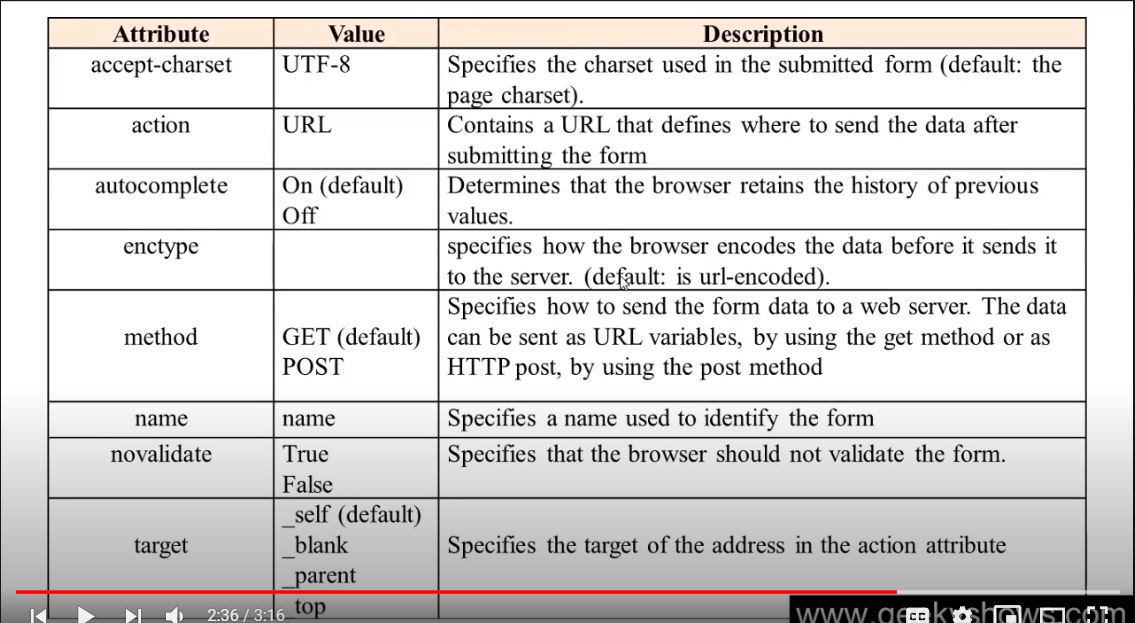 Attribute Value Description
accept-charset UTF-8 Specifies the charset used in the submitted form (default: the
page charset).
action URL Contains a URL that defines where to send the data after
submitting the form
autocomplete On (default) Determines that the browser retains the history of previous
Off values.
enctype specifies how the browser encodes the data before it sends it
to the server. (default: is url-encoded).
Specifies how to send the form data to a web server. The data
method GET (default) can be sent as URL variables, by using the get method or as
POST HTTP post, by using the post method
name name Specifies a name used to identify the form
novalidate True Specifies that the browser should not validate the form.
False
_self (default)
target _blank Specifies the target of the address in the action attribute
_parent
_top
2:36 / 3:16
www.geekyshows.com
CC